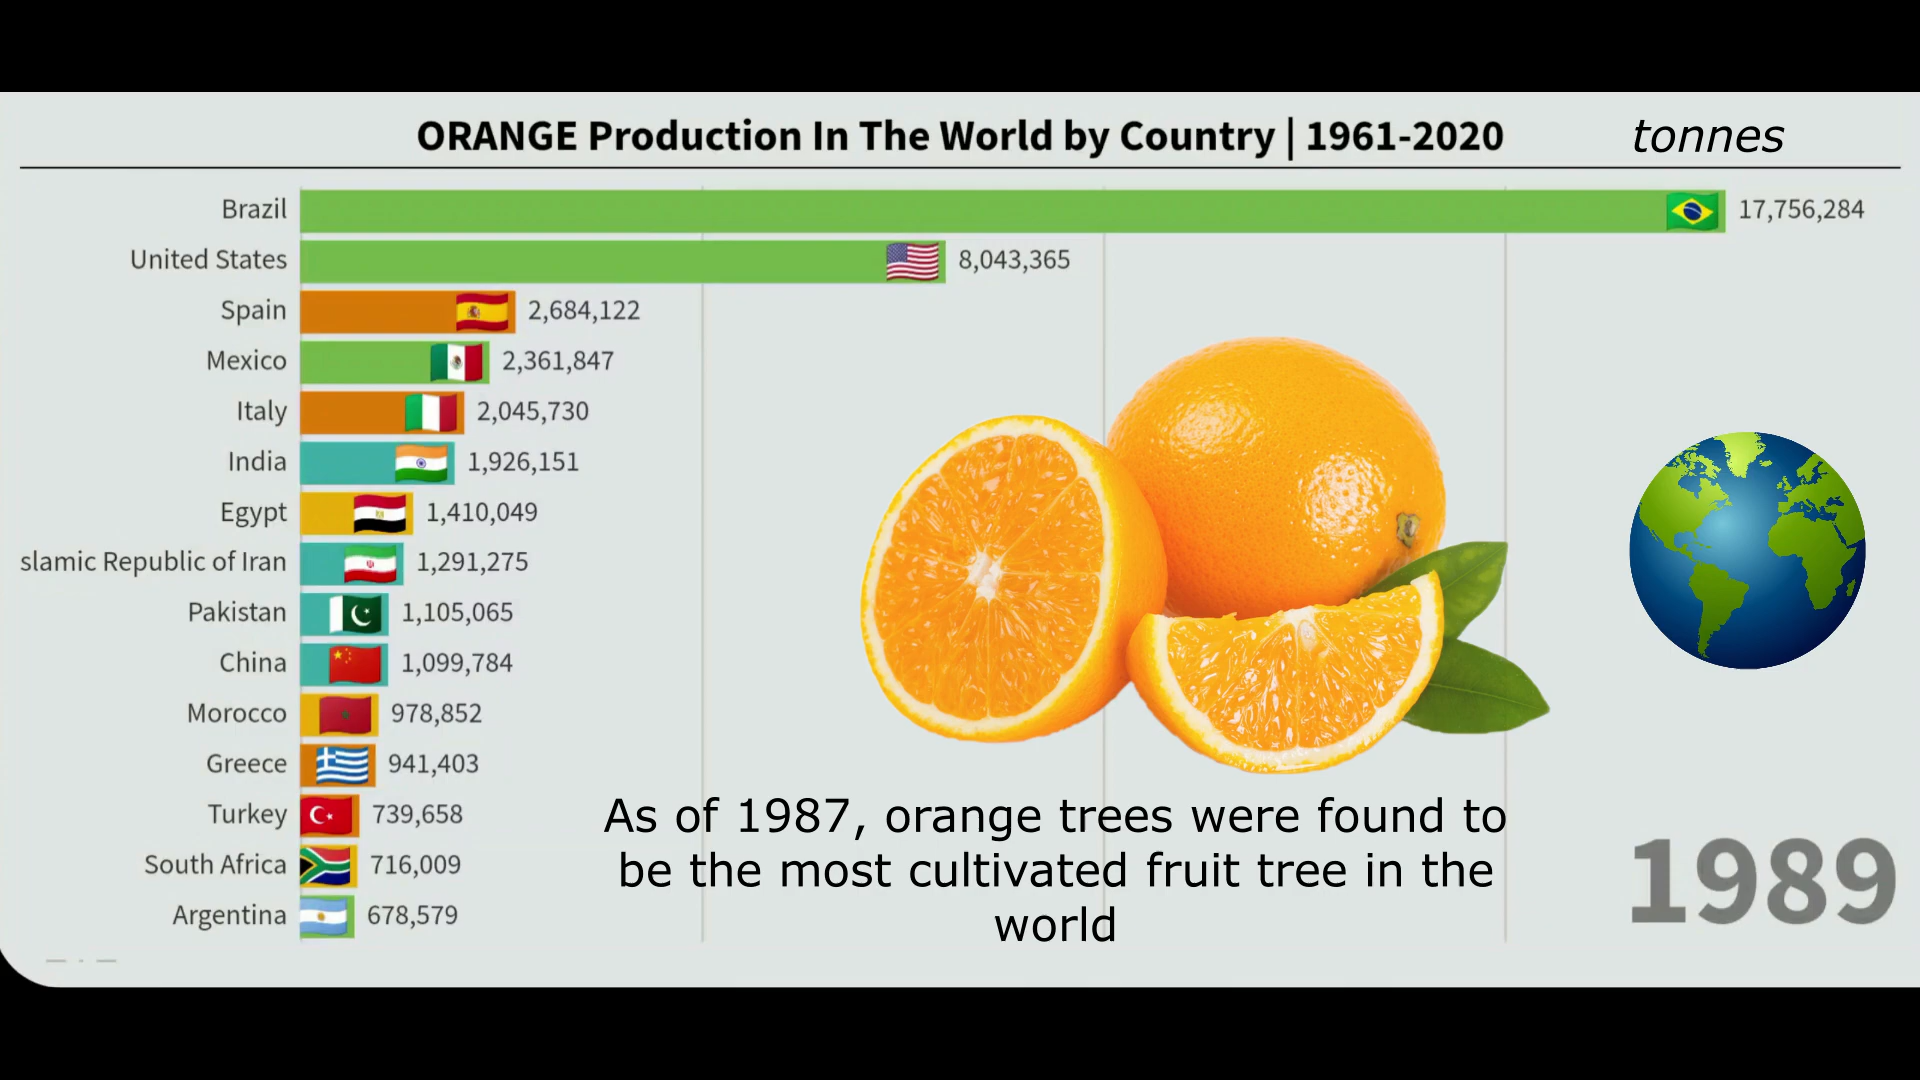 ORANGE Production In The World by Country | 1961-2020
tonnes
Brazil 17,756,284
United States 8,043,365
Spain 2,684,122
Mexico 2,361,847
Italy 2,045,730
India 1,926,151
Egypt 1,410,049
slamic Republic of Iran 1,291,275
Pakistan 1,105,065
China 1,099,784
Morocco 978,852
Greece 941,403
Turkey 739,658
South Africa 716,009
Argentina 678,579
As of 1987, orange trees were found to
be the most cultivated fruit tree in the
world
1989